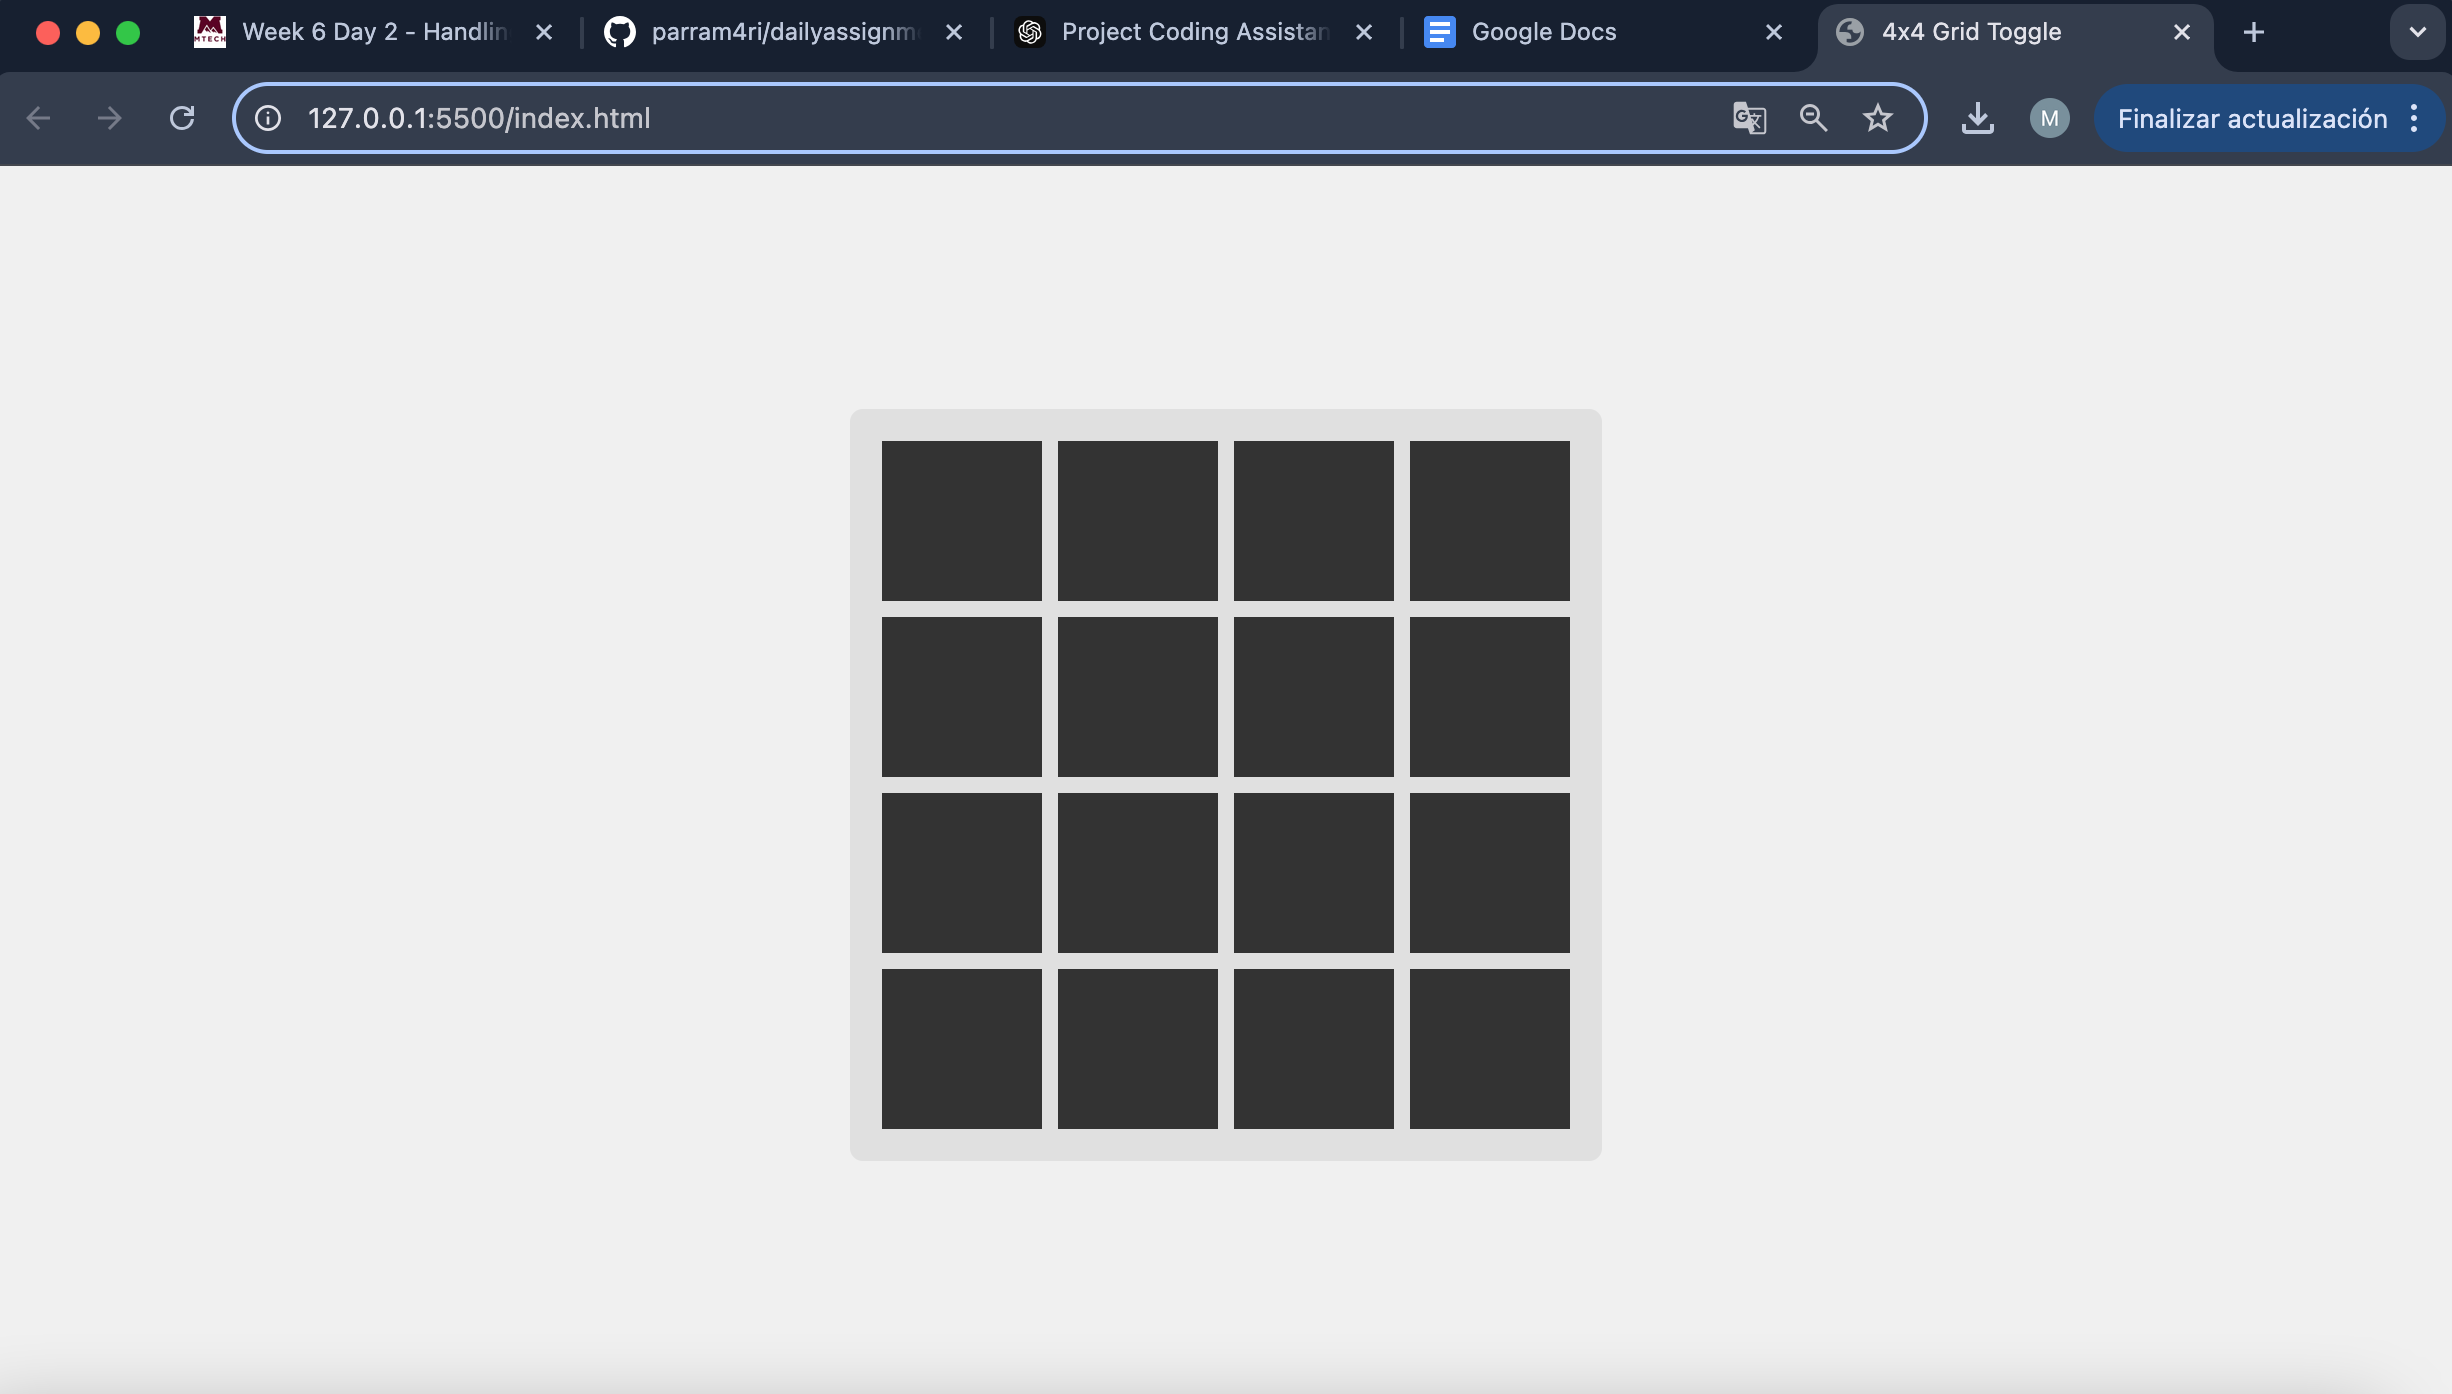 Week 6 Day 2 - Handlin
parram4ri/dailyassignm
Project Coding Assistan
Google Docs
4x4 Grid Toggle
127.0.0.1:5500/index.html
M
Finalizar actualización
MTECH